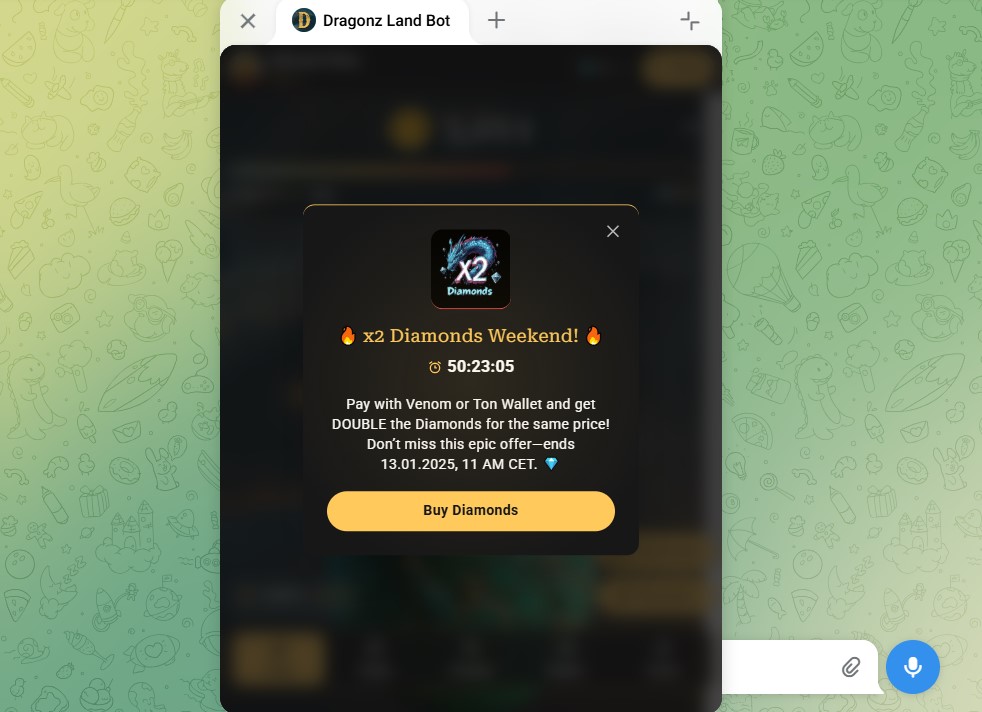 Dragonz Land Bot
X2
Diamonds
🔥 x2 Diamonds Weekend! 🔥
50:23:05
Pay with Venom or Ton Wallet and get
DOUBLE the Diamonds for the same price!
Don't miss this epic offer—ends
13.01.2025, 11 AM CET. 💎
Buy Diamonds